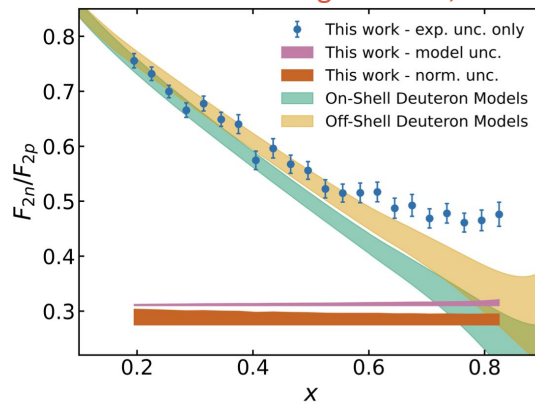 0.8
0.7
0.6
0.5
0.4
0.3
F2n/F2p
This work - exp. unc. only
This work - model unc.
This work - norm. unc.
On-Shell Deuteron Models
Off-Shell Deuteron Models
0.2 0.4 0.6 0.8
x